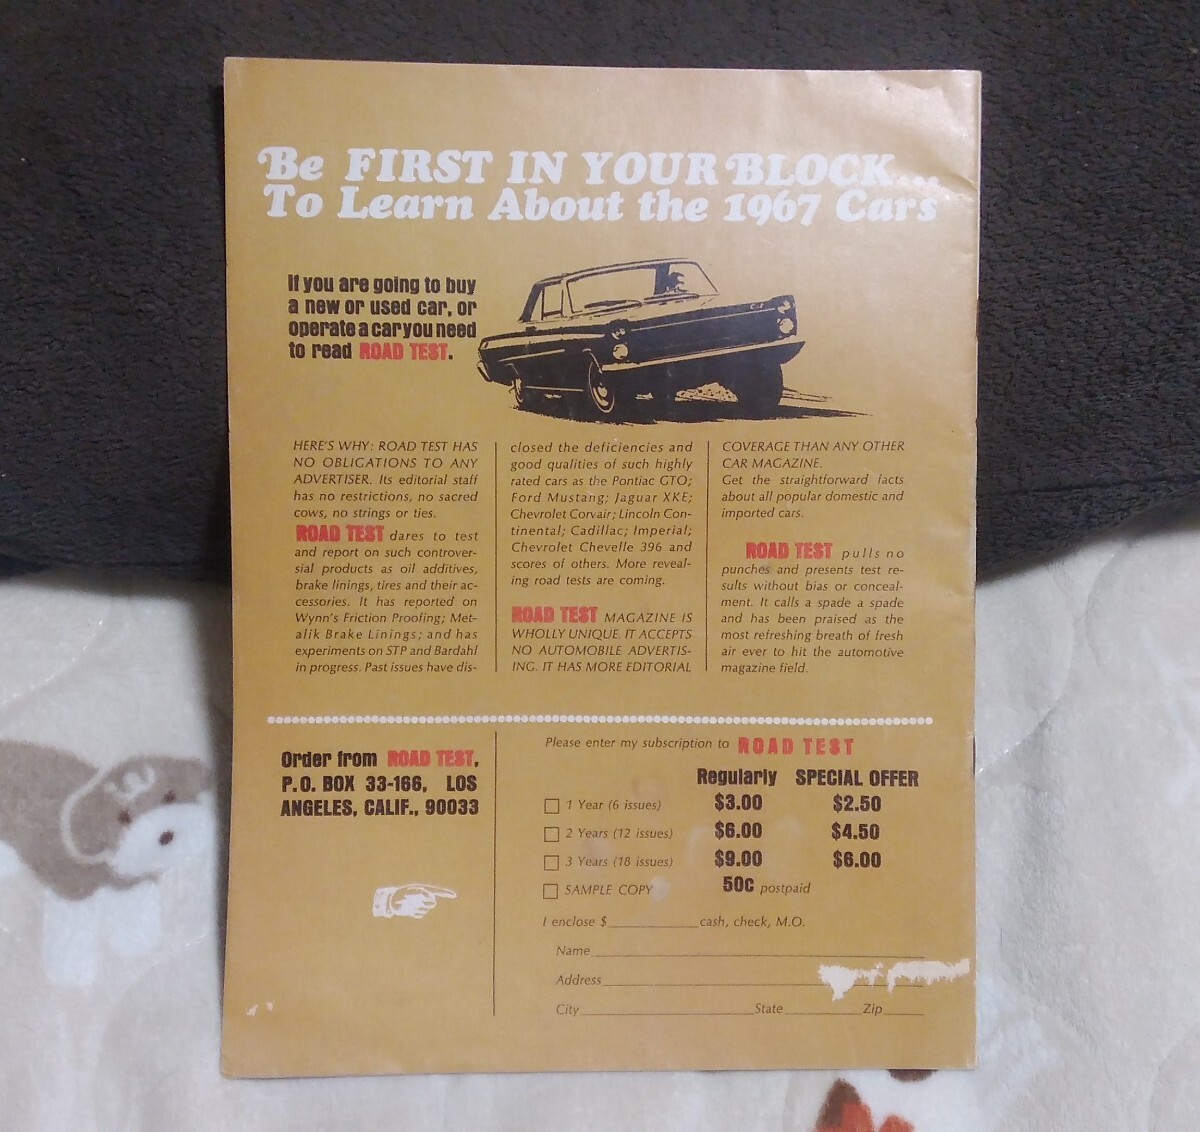 Be FIRST IN YOUR BLOCK...
To Learn About the 1967 Cars
If you are going to buy
a new or used car, or
operate a car you need
to read ROAD TEST.
HERE'S WHY: ROAD TEST HAS
NO OBLIGATIONS TO ANY
ADVERTISER. Its editorial staff
has no restrictions, no sacred
cows, no strings or ties.
ROAD TEST dares to test
and report on such controver-
sial products as oil additives,
brake linings, tires and their ac-
cessories. It has reported on
Wynn's Friction Proofing; Met-
alik Brake Linings; and has
experiments on STP and Bardahl
in progress. Past issues have dis-
closed the deficiencies and
good qualities of such highly
rated cars as the Pontiac GTO;
Ford Mustang; Jaguar XKE;
Chevrolet Corvair; Lincoln Con-
tinental; Cadillac; Imperial;
Chevrolet Chevelle 396 and
scores of others. More reveal-
ing road tests are coming.
ROAD TEST MAGAZINE IS
WHOLLY UNIQUE. IT ACCEPTS
NO AUTOMOBILE ADVERTIS-
ING. IT HAS MORE EDITORIAL
COVERAGE THAN ANY OTHER
CAR MAGAZINE.
Get the straightforward facts
about all popular domestic and
imported cars.
ROAD TEST pulls no
punches and presents test re-
sults without bias or conceal-
ment. It calls a spade a spade
and has been praised as the
most refreshing breath of fresh
air ever to hit the automotive
magazine field.
Order from ROAD TEST,
P.O. BOX 33-166, LOS
ANGELES, CALIF., 90033
Please enter my subscription to ROAD TEST
Regularly SPECIAL OFFER
1 Year (6 issues) $3.00 $2.50
2 Years (12 issues) $6.00 $4.50
3 Years (18 issues) $9.00 $6.00
SAMPLE COPY 50c postpaid
I enclose $__________cash, check, M.O.
Name
Address
City State Zip